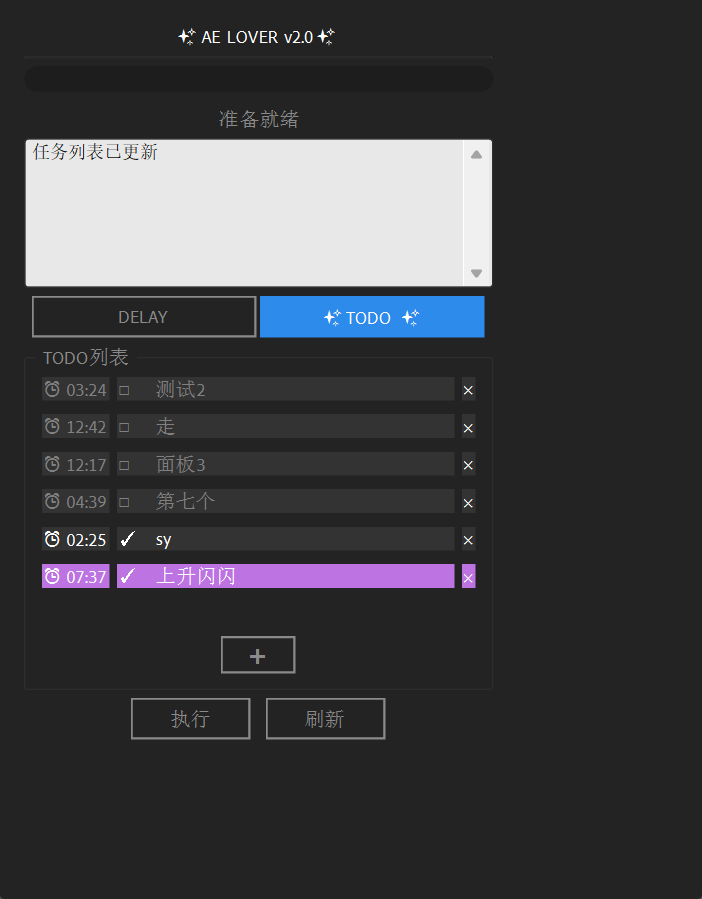 ✨ AE LOVER v2.0 ✨
准备就绪
任务列表已更新
DELAY
✨ TODO ✨
TODO列表
⏰ 03:24 □ 测试2 ×
⏰ 12:42 □ 走 ×
⏰ 12:17 □ 面板3 ×
⏰ 04:39 □ 第七个 ×
⏰ 02:25 ✓ sy ×
⏰ 07:37 ✓ 上升闪闪 ×
+
执行 刷新